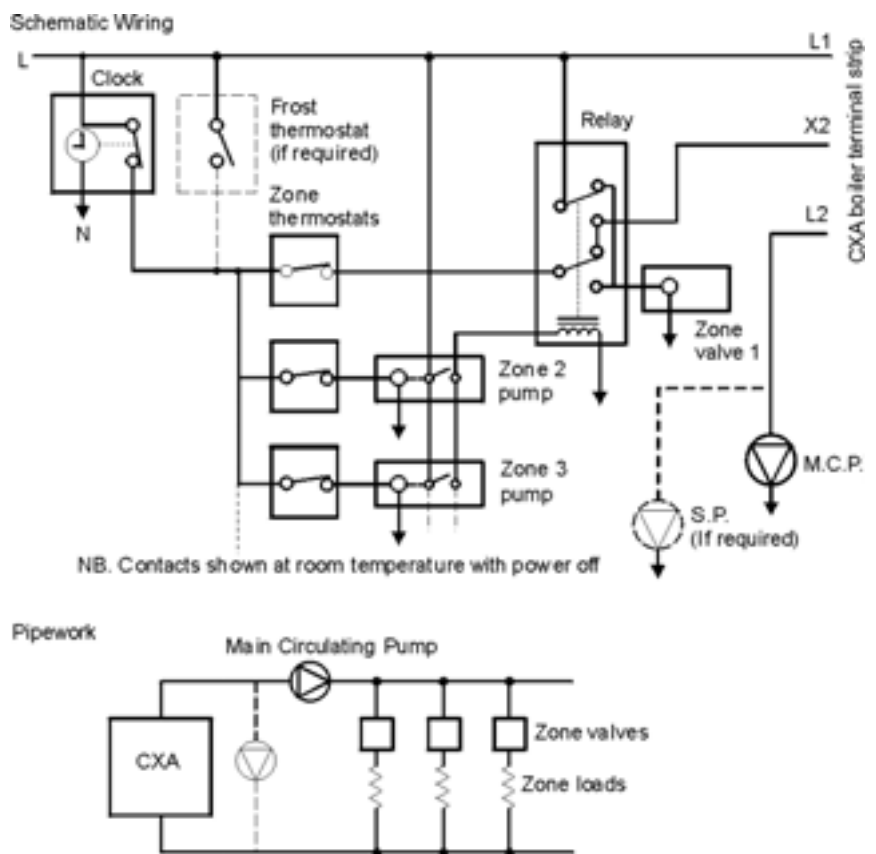 Schematic Wiring
L
L1
Clock
Frost
thermostat
(if required)
N
Relay
X2
L2
CXA boiler terminal strip
Zone
thermostats
Zone
valve 1
Zone 2
pump
Zone 3
pump
M.C.P.
S.P.
(If required)
NB. Contacts shown at room temperature with power off
Pipework
Main Circulating Pump
CXA
Zone valves
Zone loads